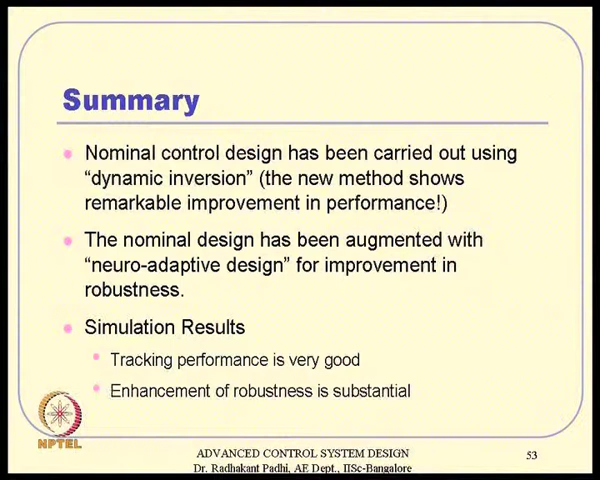 Summary
Nominal control design has been carried out using
“dynamic inversion” (the new method shows
remarkable improvement in performance!)
The nominal design has been augmented with
“neuro-adaptive design” for improvement in
robustness.
Simulation Results
Tracking performance is very good
Enhancement of robustness is substantial
NPTEL
ADVANCED CONTROL SYSTEM DESIGN
Dr. Radhakant Padhi, AE Dept., IISc-Bangalore
53